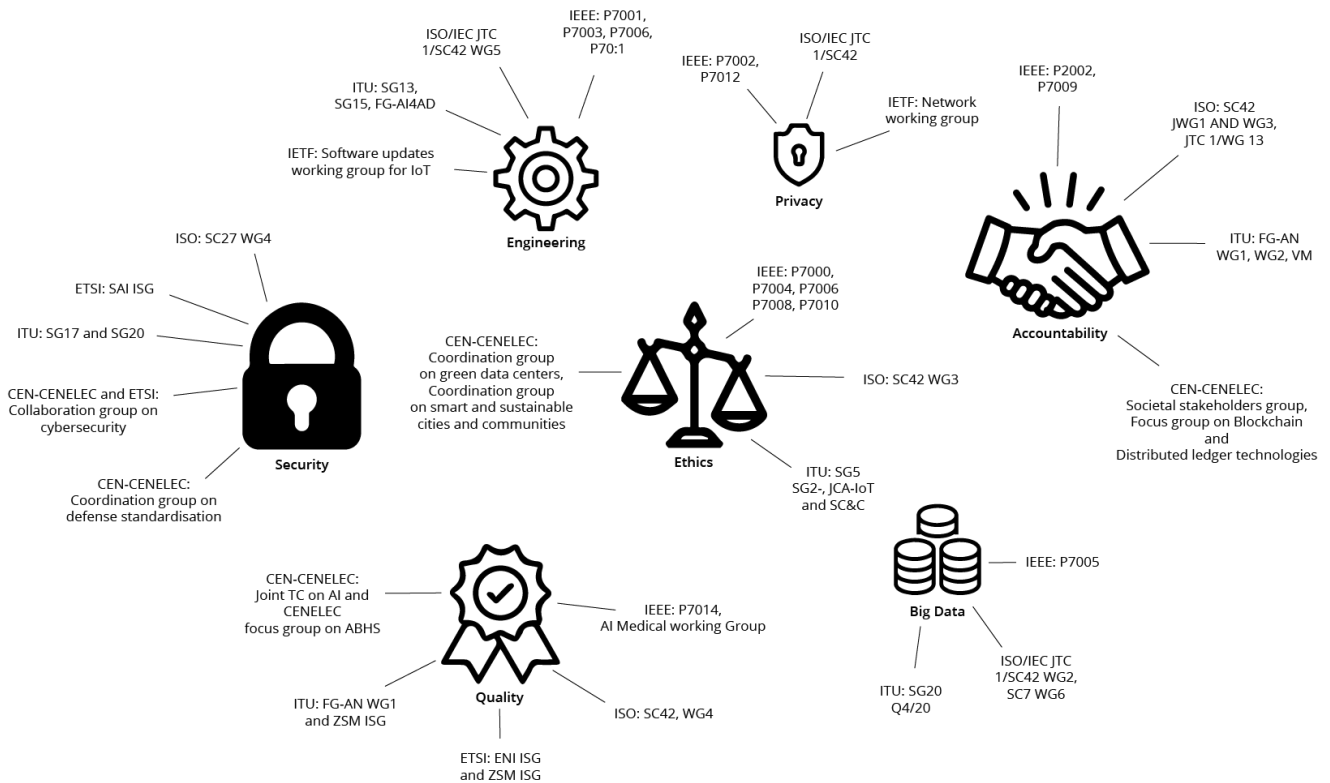 IEEE: P7001,
P7003, P7006,
P70:1
ISO/IEC JTC
1/SC42 WG5
ITU: SG13,
SG15, FG-AI4AD
IETF: Software updates
working group for IoT
Engineering
ISO/IEC JTC
1/SC42
IEEE: P7002,
P7012
IETF: Network
working group
Privacy
IEEE: P2002,
P7009
ISO: SC42
JWG1 AND WG3,
JTC 1/WG 13
ITU: FG-AN
WG1, WG2, VM
Accountability
CEN-CENELEC:
Societal stakeholders group,
Focus group on Blockchain
and
Distributed ledger technologies
ISO: SC27 WG4
ETSI: SAI ISG
ITU: SG17 and SG20
CEN-CENELEC and ETSI:
Collaboration group on
cybersecurity
Security
CEN-CENELEC:
Coordination group on
defense standardisation
IEEE: P7000,
P7004, P7006
P7008, P7010
CEN-CENELEC:
Coordination group
on green data centers,
Coordination group
on smart and sustainable
cities and communities
ISO: SC42 WG3
Ethics
ITU: SG5
SG2-, JCA-IoT
and SC&C
IEEE: P7005
Big Data
ISO/IEC JTC
1/SC42 WG2,
SC7 WG6
ITU: SG20
Q4/20
CEN-CENELEC:
Joint TC on AI and
CENELEC
focus group on ABHS
IEEE: P7014,
AI Medical working Group
Quality
ITU: FG-AN WG1
and ZSM ISG
ISO: SC42, WG4
ETSI: ENI ISG
and ZSM ISG